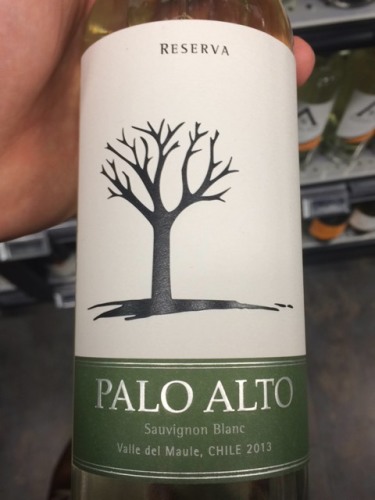 RESERVA
PALO ALTO
Sauvignon Blanc
Valle del Maule, CHILE 2013